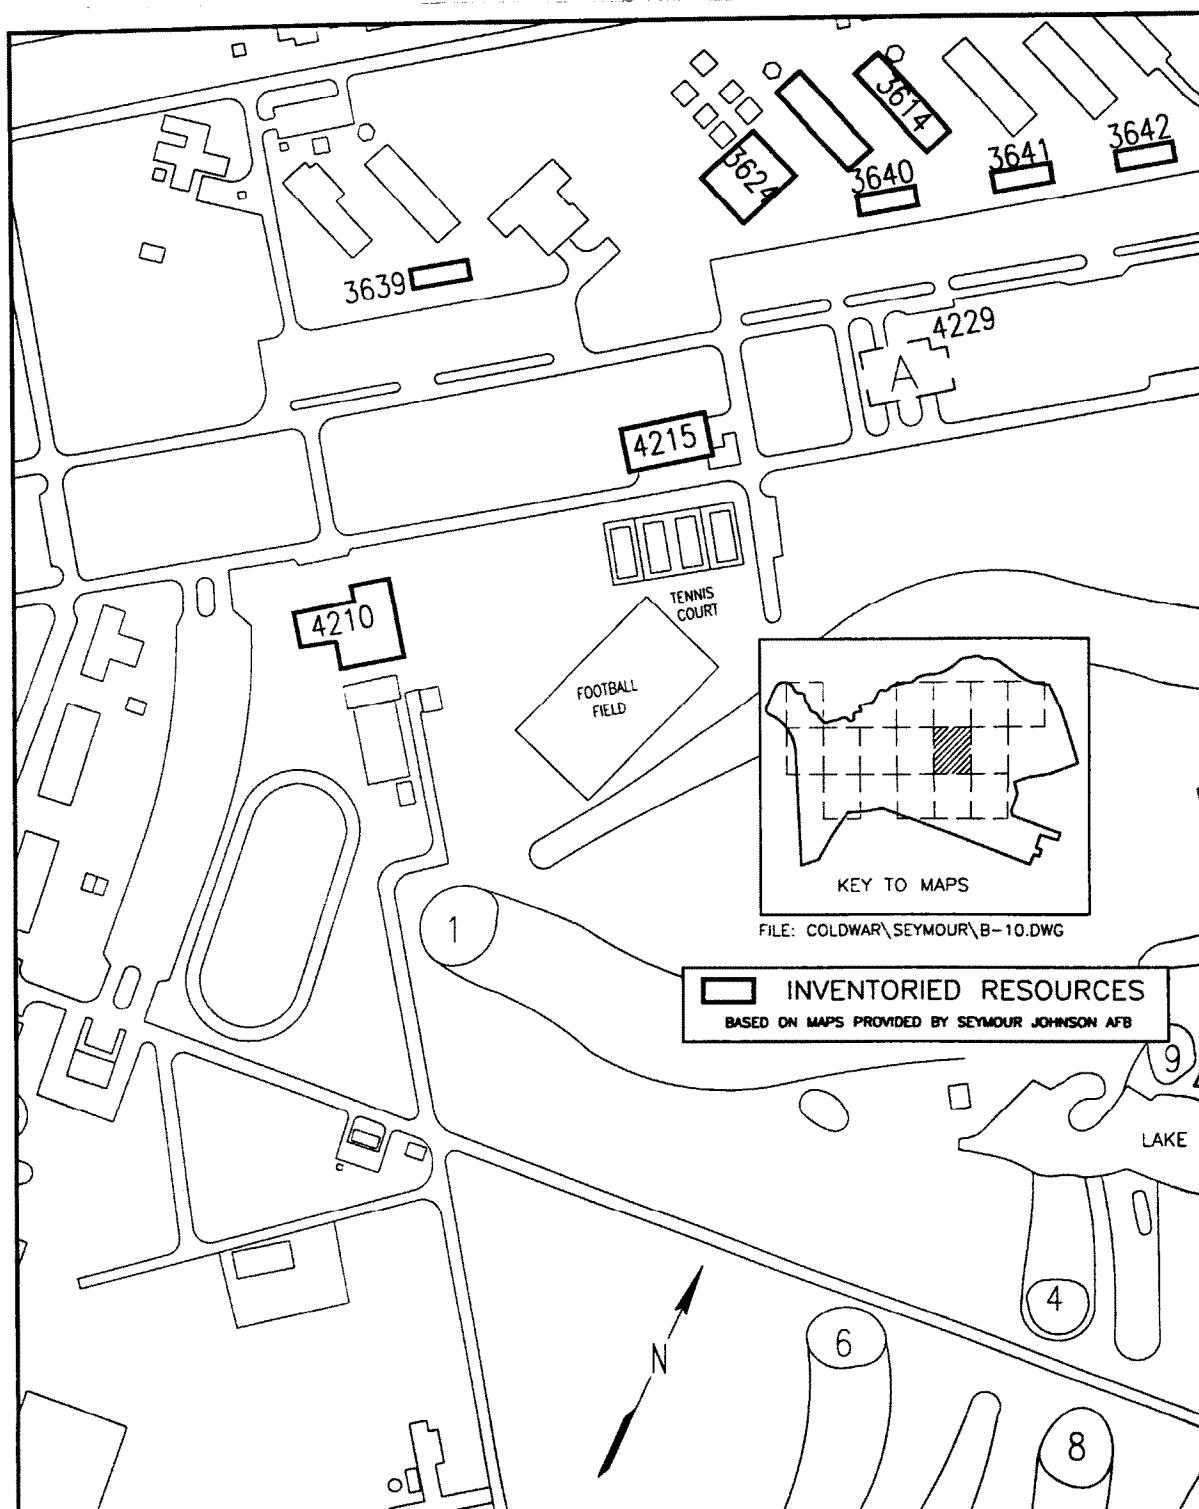 3614
3624
3640
3641
3642
3639
4229
A
4215
4210
TENNIS
COURT
FOOTBALL
FIELD
KEY TO MAPS
FILE: COLDWAR\SEYMOUR\B-10.DWG
1
INVENTORIED RESOURCES
BASED ON MAPS PROVIDED BY SEYMOUR JOHNSON AFB
9
LAKE
4
6
N
8